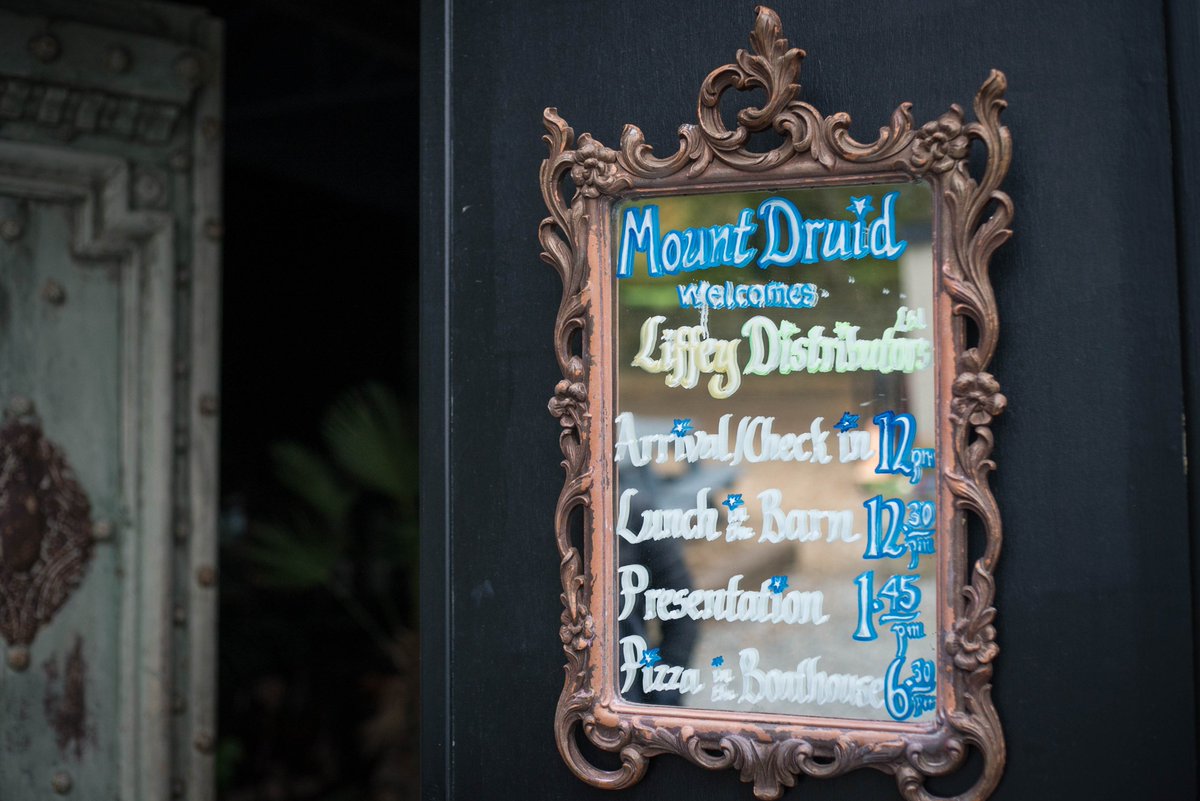 Mount Druid
Welcomes
Liffey Distributors Ltd
Arrival/Check in 12pm
Lunch in the Barn 12.30pm
Presentation 1.45pm
Pizza in the Boathouse 6.30pm